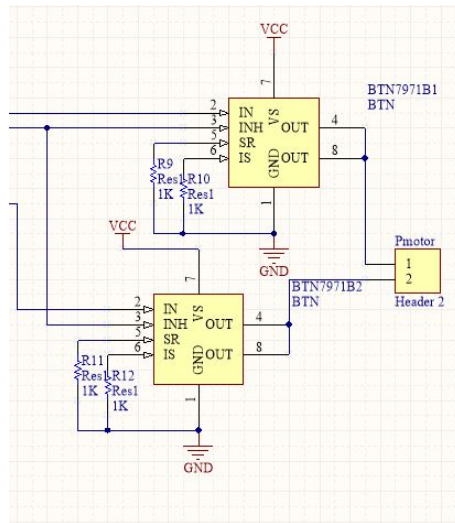 VCC
7
BTN7971B1
BTN
2 IN VS 4
3 INH OUT
5 SR 8
6 IS GND OUT
R9
Res1 R10
1K Res1
1K
1
GND
VCC
7
Pmotor
1
2
Header 2
BTN7971B2
BTN
2 IN VS
3 INH OUT 4
5 SR
6 IS GND OUT 8
R11
Res1 R12
1K Res1
1K
1
GND